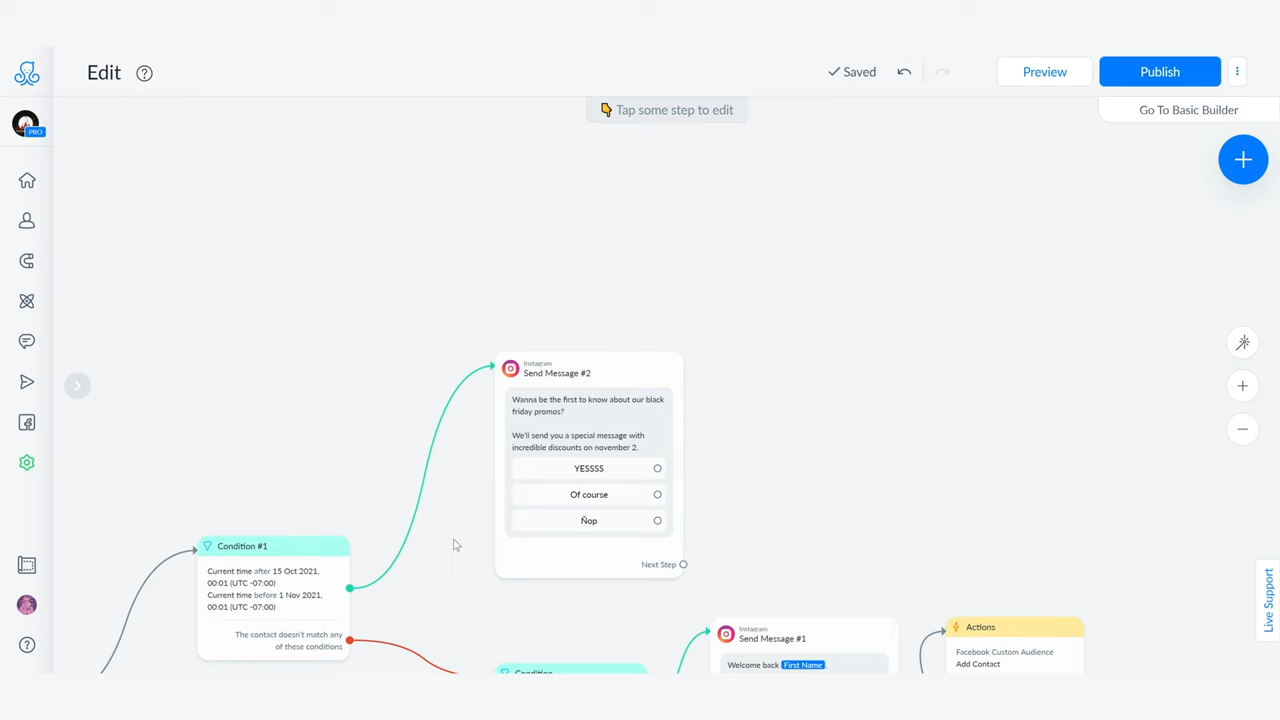 Edit
Saved
Preview
Publish
PRO
👇 Tap some step to edit
Go To Basic Builder
Instagram
Send Message #2
Wanna be the first to know about our black
friday promos?
We'll send you a special message with
incredible discounts on november 2.
YESSSS
Of course
Ñop
Next Step
Condition #1
Current time after 15 Oct 2021,
00:01 (UTC -07:00)
Current time before 1 Nov 2021,
00:01 (UTC -07:00)
The contact doesn't match any
of these conditions
Condition
Instagram
Send Message #1
Welcome back First Name
Actions
Facebook Custom Audience
Add Contact
Live Support